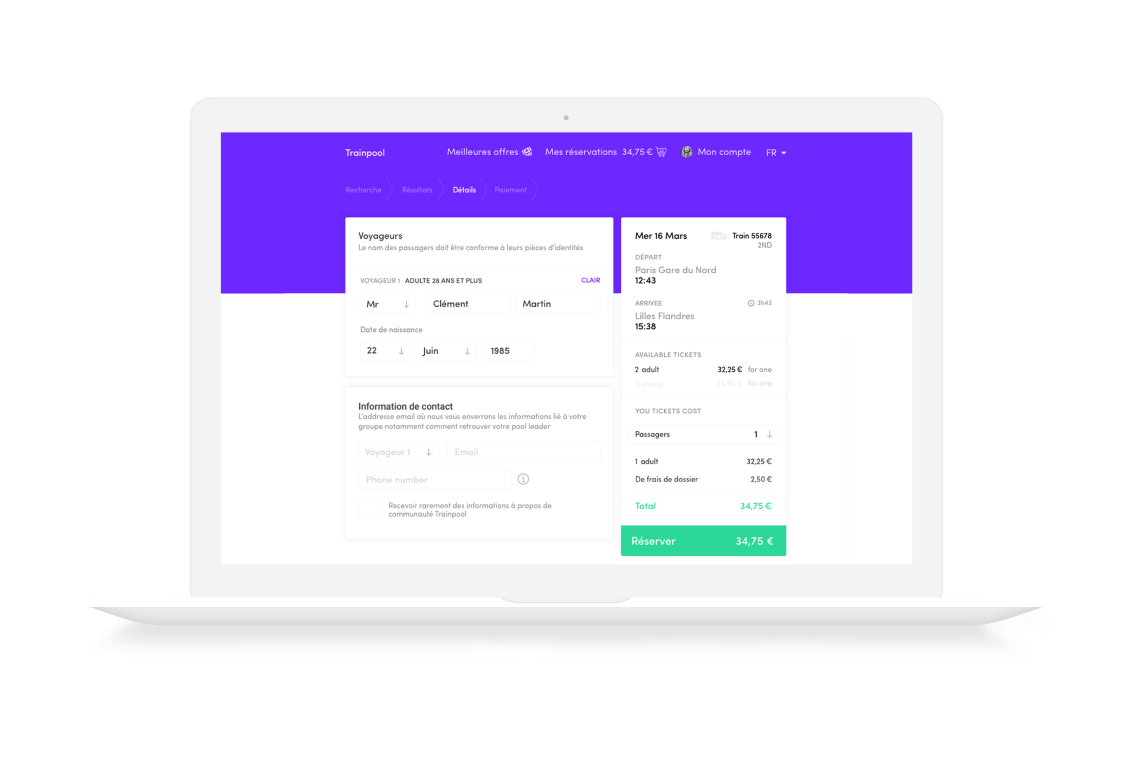 Trainpool
Meilleures offres
Mes réservations 34,75 €
Mon compte
FR
Recherche
Résultats
Détails
Paiement
Voyageurs
Le nom des passagers doit être conforme à leurs pièces d'identités
VOYAGEUR 1 ADULTE 28 ANS ET PLUS
CLAIR
Mr
Clément
Martin
Date de naissance
22
Juin
1985
Information de contact
L'addresse email où nous vous enverrons les informations lié à votre
groupe notamment comment retrouver votre pool leader
Voyageur 1
Email
Phone number
Recevoir rarement des informations à propos de
communauté Trainpool
Mer 16 Mars
Train 55678
2ND
DÉPART
Paris Gare du Nord
12:43
ARRIVEE
3h43
Lilles Flandres
15:38
AVAILABLE TICKETS
2 adult 32,25 € for one
0 young 24,90 € for one
YOU TICKETS COST
Passagers 1
1 adult 32,25 €
De frais de dossier 2,50 €
Total 34,75 €
Réserver 34,75 €